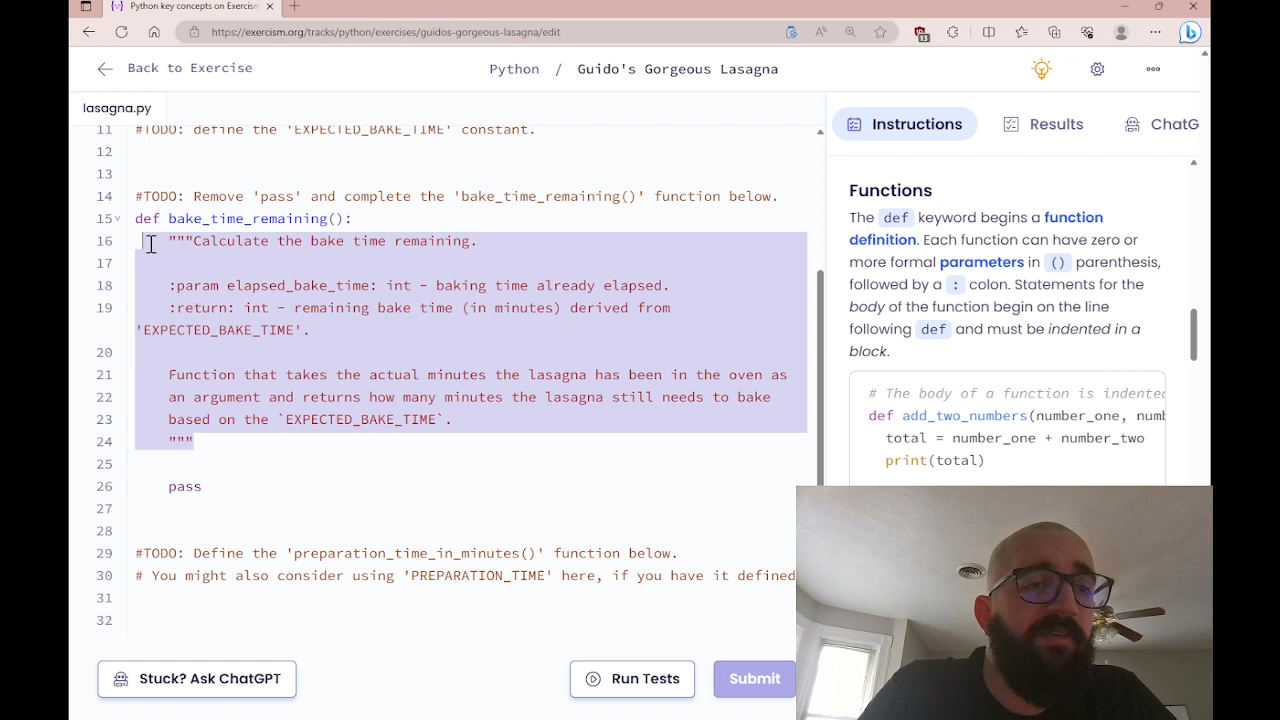 Python key concepts on Exercism
https://exercism.org/tracks/python/exercises/guidos-gorgeous-lasagna/edit
13
Back to Exercise
Python / Guido's Gorgeous Lasagna
lasagna.py
Instructions
Results
ChatG
11 #TODO: define the 'EXPECTED_BAKE_TIME' constant.
12
13
14 #TODO: Remove 'pass' and complete the 'bake_time_remaining()' function below.
15 def bake_time_remaining():
16 """Calculate the bake time remaining.
17
18 :param elapsed_bake_time: int - baking time already elapsed.
19 :return: int - remaining bake time (in minutes) derived from
'EXPECTED_BAKE_TIME'.
20
21 Function that takes the actual minutes the lasagna has been in the oven as
22 an argument and returns how many minutes the lasagna still needs to bake
23 based on the `EXPECTED_BAKE_TIME`.
24 """
25
26 pass
27
28
29 #TODO: Define the 'preparation_time_in_minutes()' function below.
30 # You might also consider using 'PREPARATION_TIME' here, if you have it defined
31
32
Functions
The def keyword begins a function
definition. Each function can have zero or
more formal parameters in () parenthesis,
followed by a : colon. Statements for the
body of the function begin on the line
following def and must be indented in a
block.
# The body of a function is indented
def add_two_numbers(number_one, numb
total = number_one + number_two
print(total)
Stuck? Ask ChatGPT
Run Tests
Submit